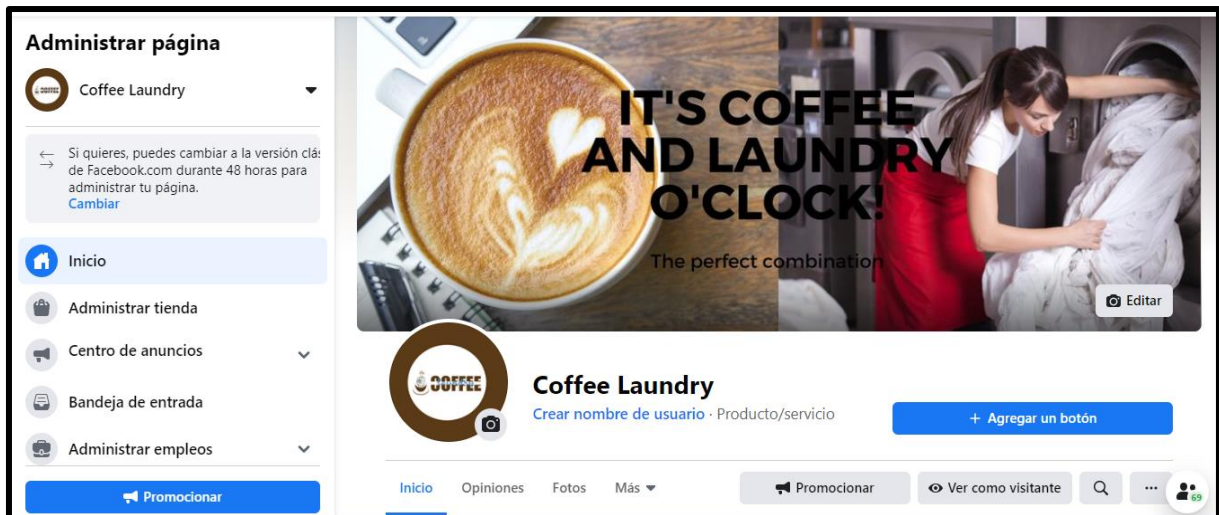 Administrar página
Coffee Laundry
Si quieres, puedes cambiar a la versión clás
de Facebook.com durante 48 horas para
administrar tu página.
Cambiar
Inicio
Administrar tienda
Centro de anuncios
Bandeja de entrada
Administrar empleos
Promocionar
IT'S COFFEE
AND LAUNDRY
O'CLOCK!
The perfect combination
Editar
COFFEE
Coffee Laundry
Crear nombre de usuario · Producto/servicio
+ Agregar un botón
Inicio Opiniones Fotos Más
Promocionar
Ver como visitante
69